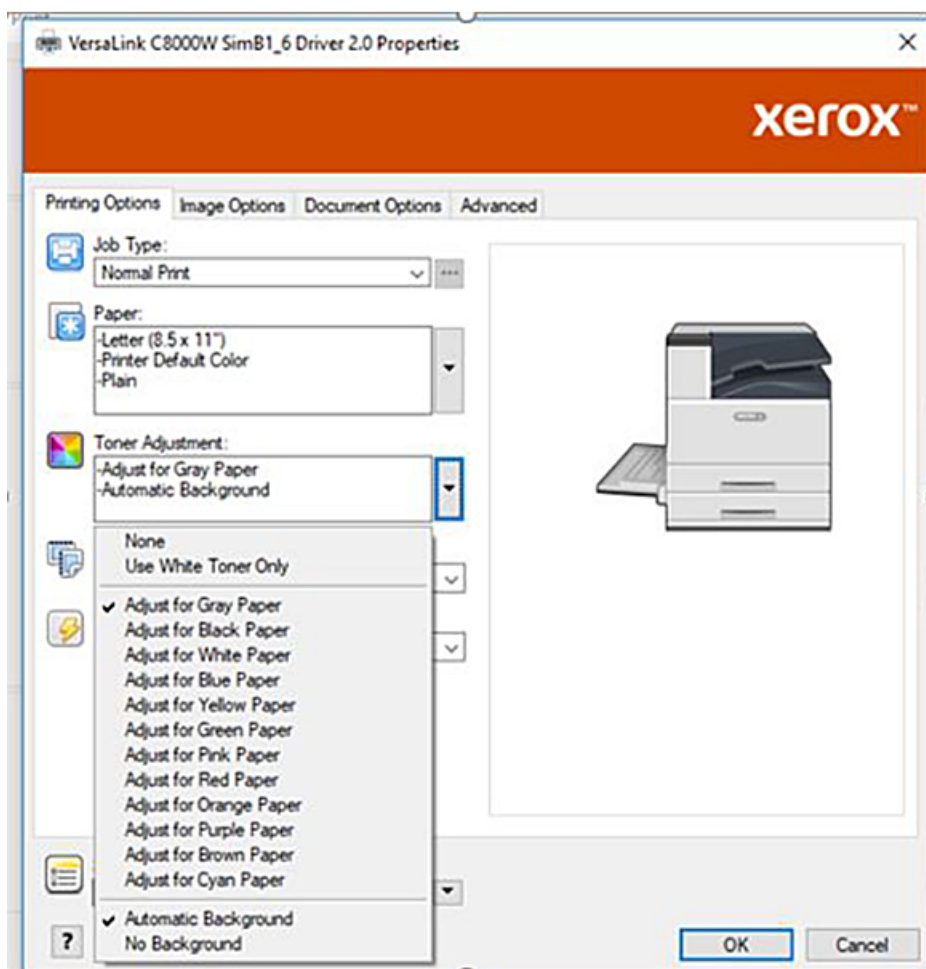 VersaLink C8000W SimB1_6 Driver 2.0 Properties
xerox™
Printing Options Image Options Document Options Advanced
Job Type:
Normal Print
Paper:
-Letter (8.5 x 11")
-Printer Default Color
-Plain
Toner Adjustment:
-Adjust for Gray Paper
-Automatic Background
None
Use White Toner Only
Adjust for Gray Paper
Adjust for Black Paper
Adjust for White Paper
Adjust for Blue Paper
Adjust for Yellow Paper
Adjust for Green Paper
Adjust for Pink Paper
Adjust for Red Paper
Adjust for Orange Paper
Adjust for Purple Paper
Adjust for Brown Paper
Adjust for Cyan Paper
Automatic Background
No Background
?
OK Cancel